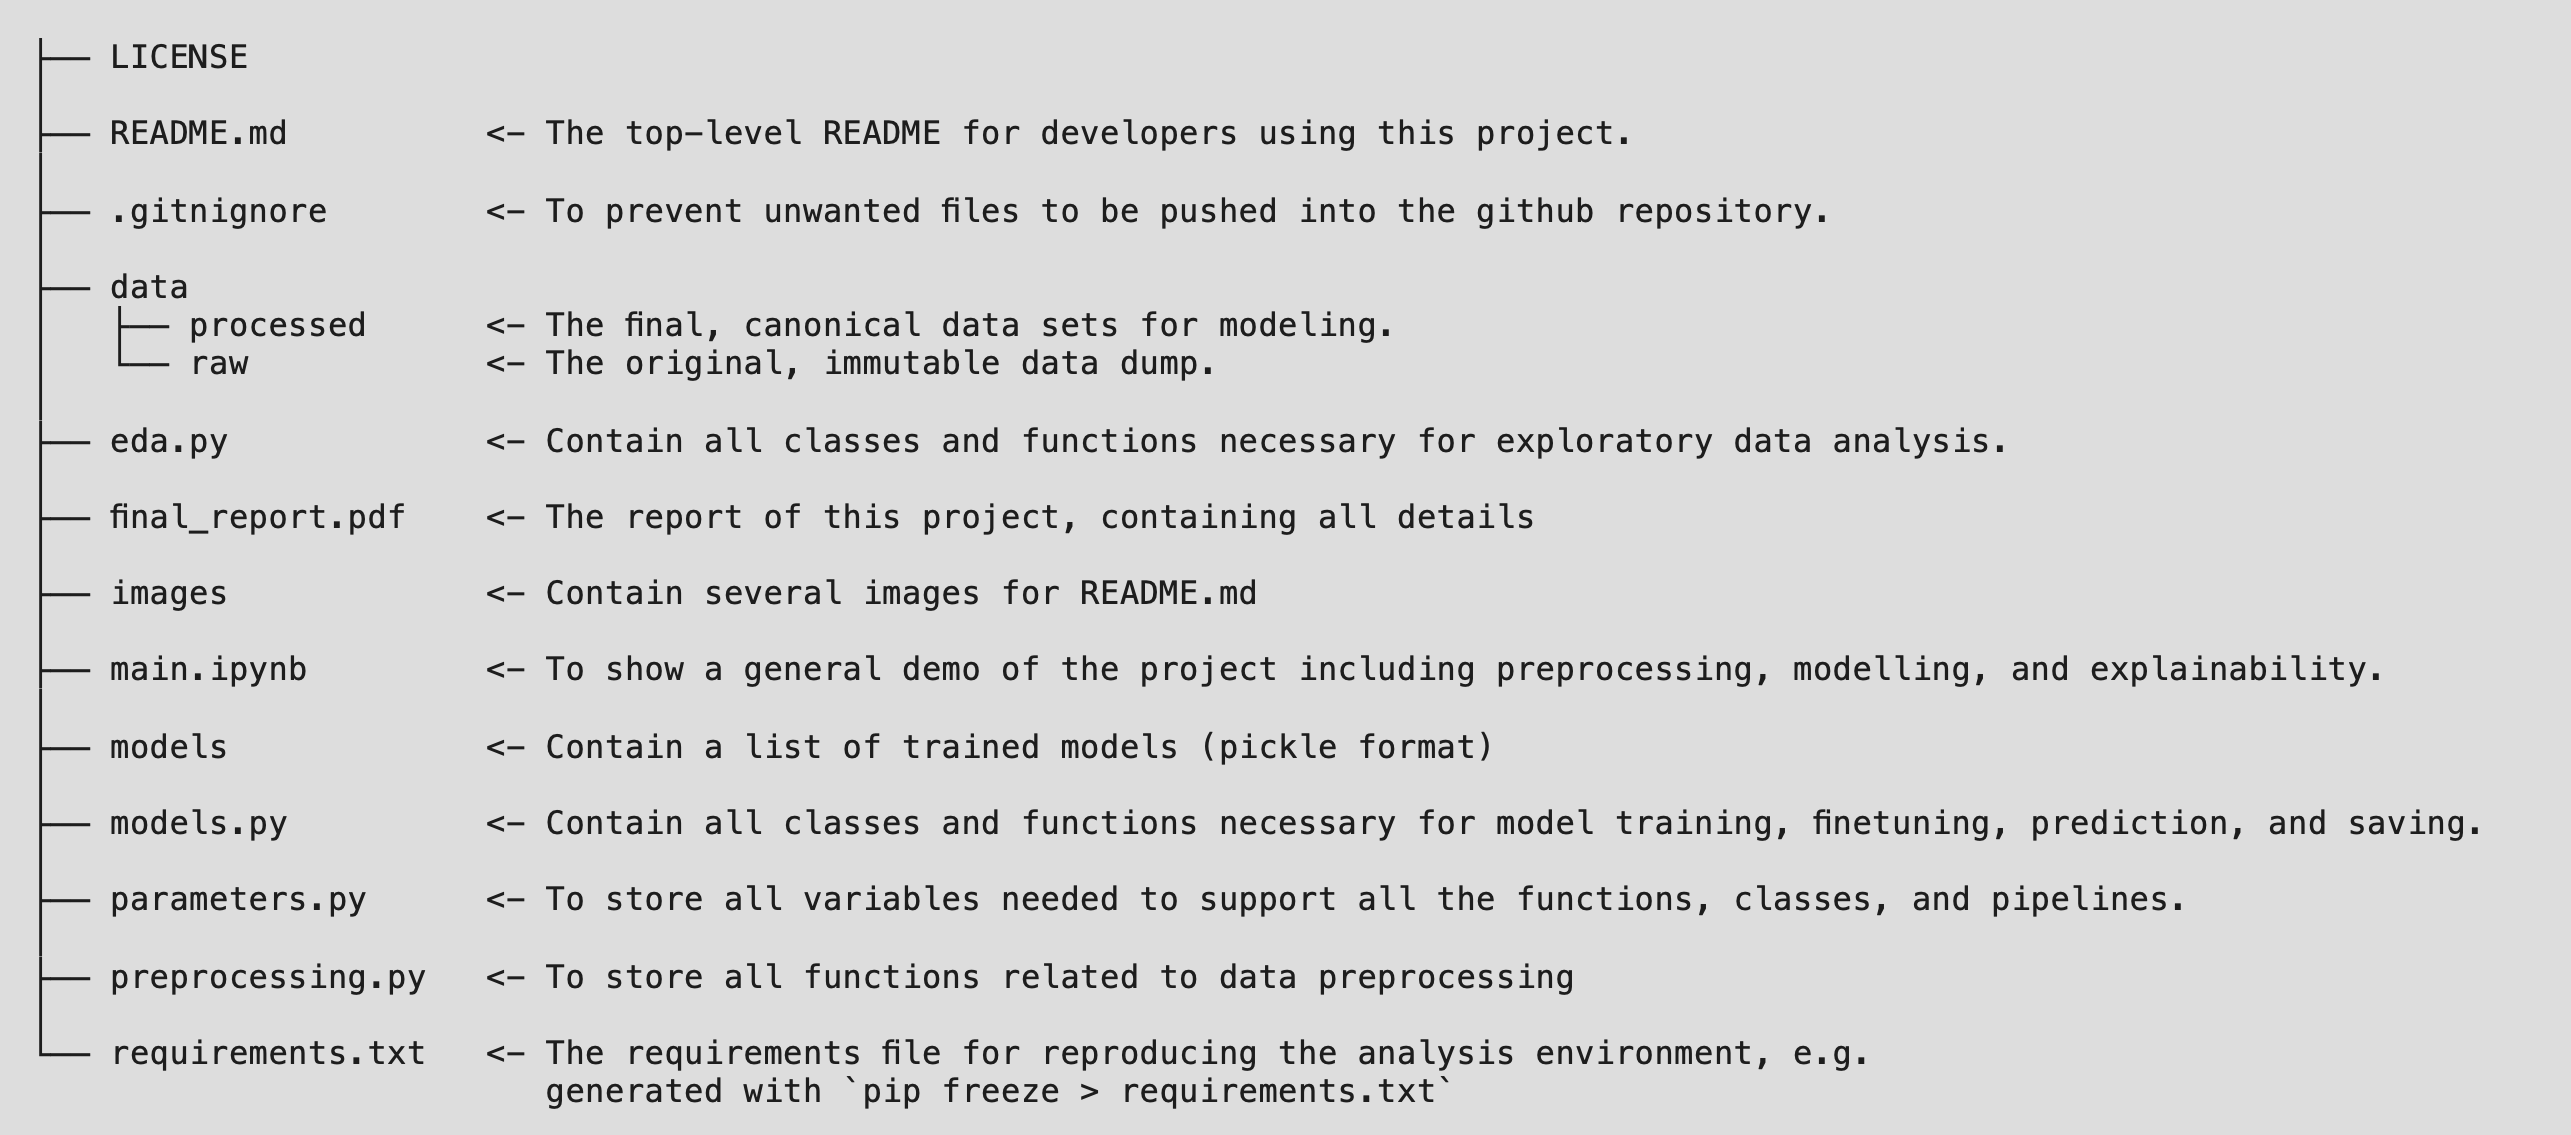 ├── LICENSE
├── README.md <- The top-level README for developers using this project.
├── .gitnignore <- To prevent unwanted files to be pushed into the github repository.
├── data
├── processed <- The final, canonical data sets for modeling.
└── raw <- The original, immutable data dump.
├── eda.py <- Contain all classes and functions necessary for exploratory data analysis.
├── final_report.pdf <- The report of this project, containing all details
├── images <- Contain several images for README.md
├── main.ipynb <- To show a general demo of the project including preprocessing, modelling, and explainability.
├── models <- Contain a list of trained models (pickle format)
├── models.py <- Contain all classes and functions necessary for model training, finetuning, prediction, and saving.
├── parameters.py <- To store all variables needed to support all the functions, classes, and pipelines.
├── preprocessing.py <- To store all functions related to data preprocessing
└── requirements.txt <- The requirements file for reproducing the analysis environment, e.g.
generated with `pip freeze > requirements.txt`